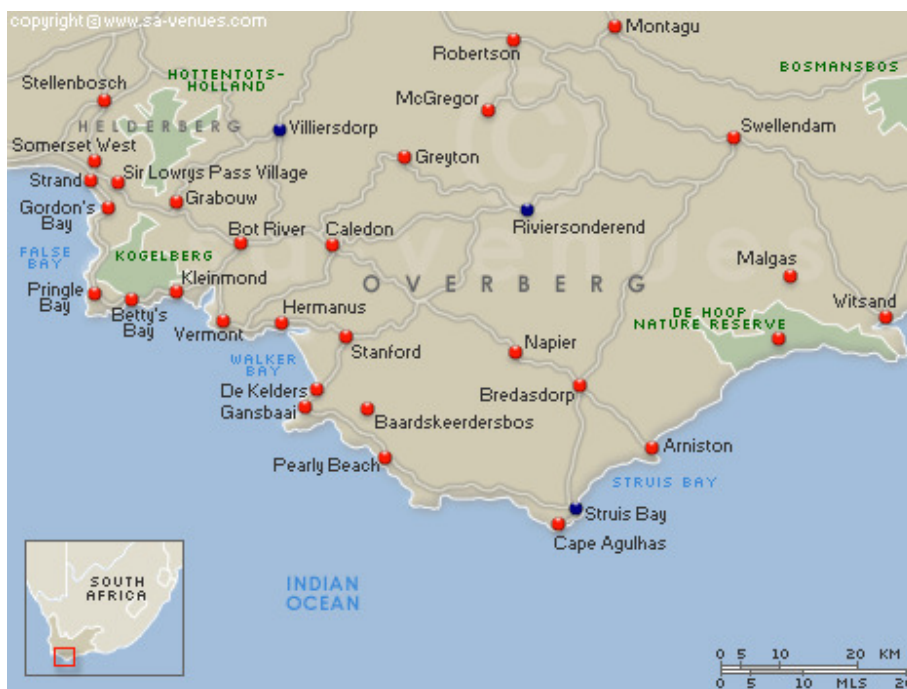 copyright@www.sa-venues.com
Montagu
Robertson
BOSMANSBOS
HOTTENTOTS-
HOLLAND
Stellenbosch
McGregor
HELDERBERG
Villiersdorp
Swellendam
Somerset West
Greyton
Strand
Sir Lowrys Pass Village
Grabouw
Gordon's
Bay
Bot River
Caledon
Riviersonderend
venues
FALSE
BAY
KOGELBERG
Kleinmond
OVERBERG
Malgas
Pringle
Bay
Betty's
Bay
Vermont
Hermanus
DE HOOP
NATURE RESERVE
Witsand
WALKER
BAY
Stanford
Napier
De Kelders
Gansbaai
Bredasdorp
Baardskeerdersbos
Arniston
Pearly Beach
STRUIS BAY
Struis Bay
Cape Agulhas
SOUTH
AFRICA
INDIAN
OCEAN
0 5 10 20 KM
0 5 10 MLS 20